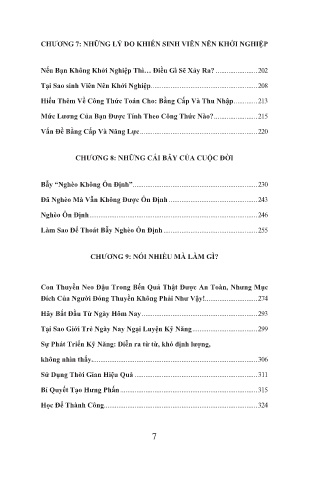 CHƯƠNG 7: NHỮNG LÝ DO KHIẾN SINH VIÊN NÊN KHỞI NGHIỆP
Nếu Bạn Không Khởi Nghiệp Thì… Điều Gì Sẽ Xảy Ra? ...................... 202
Tại Sao sinh Viên Nên Khởi Nghiệp...................................................... 208
Hiểu Thêm Về Công Thức Toán Cho: Bằng Cấp Và Thu Nhập............ 213
Mức Lương Của Bạn Được Tính Theo Công Thức Nào?...................... 215
Vấn Đề Bằng Cấp Và Năng Lực............................................................ 220
CHƯƠNG 8: NHỮNG CÁI BẪY CỦA CUỘC ĐỜI
Bẫy “Nghèo Không Ổn Định”............................................................... 230
Đã Nghèo Mà Vẫn Không Được Ổn Định ............................................. 243
Nghèo Ổn Định...................................................................................... 246
Làm Sao Để Thoát Bẫy Nghèo Ổn Định ................................................ 255
CHƯƠNG 9: NÓI NHIỀU MÀ LÀM GÌ?
Con Thuyền Neo Đậu Trong Bến Quả Thật Được An Toàn, Nhưng Mục
Đích Của Người Đóng Thuyền Không Phải Như Vậy!.......................... 274
Hãy Bắt Đầu Từ Ngày Hôm Nay........................................................... 293
Tại Sao Giới Trẻ Ngày Nay Ngại Luyện Kỹ Năng ................................. 299
Sự Phát Triển Kỹ Năng: Diễn ra từ từ, khó định lượng,
không nhìn thấy..................................................................................... 306
Sử Dụng Thời Gian Hiệu Quả ............................................................... 311
Bí Quyết Tạo Hưng Phấn...................................................................... 315
Học Để Thành Công.............................................................................. 324
7